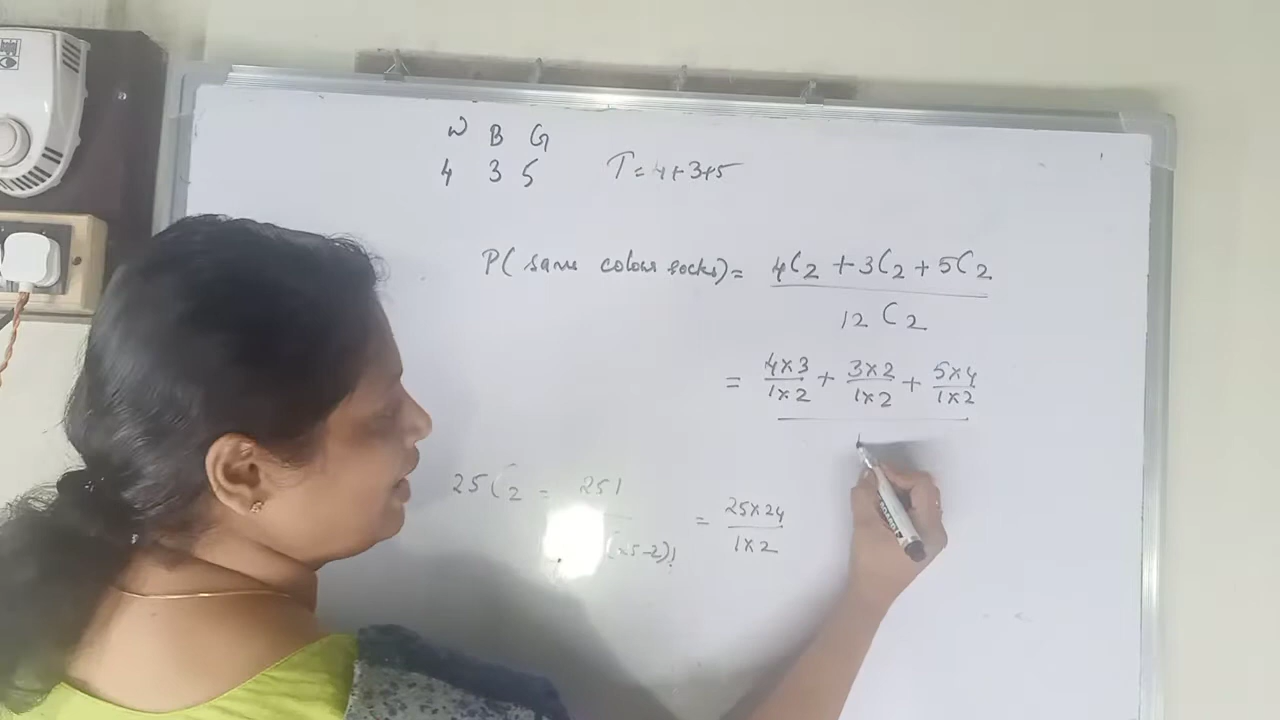 W B G
4 3 5 T = 4+3+5
P( same colour socks) = 4C2 + 3C2 + 5C2
12 C 2
= 4×3 + 3×2 + 5×4
1×2 1×2 1×2
25C2 = 25! = 25×24
(25-2)! 1×2